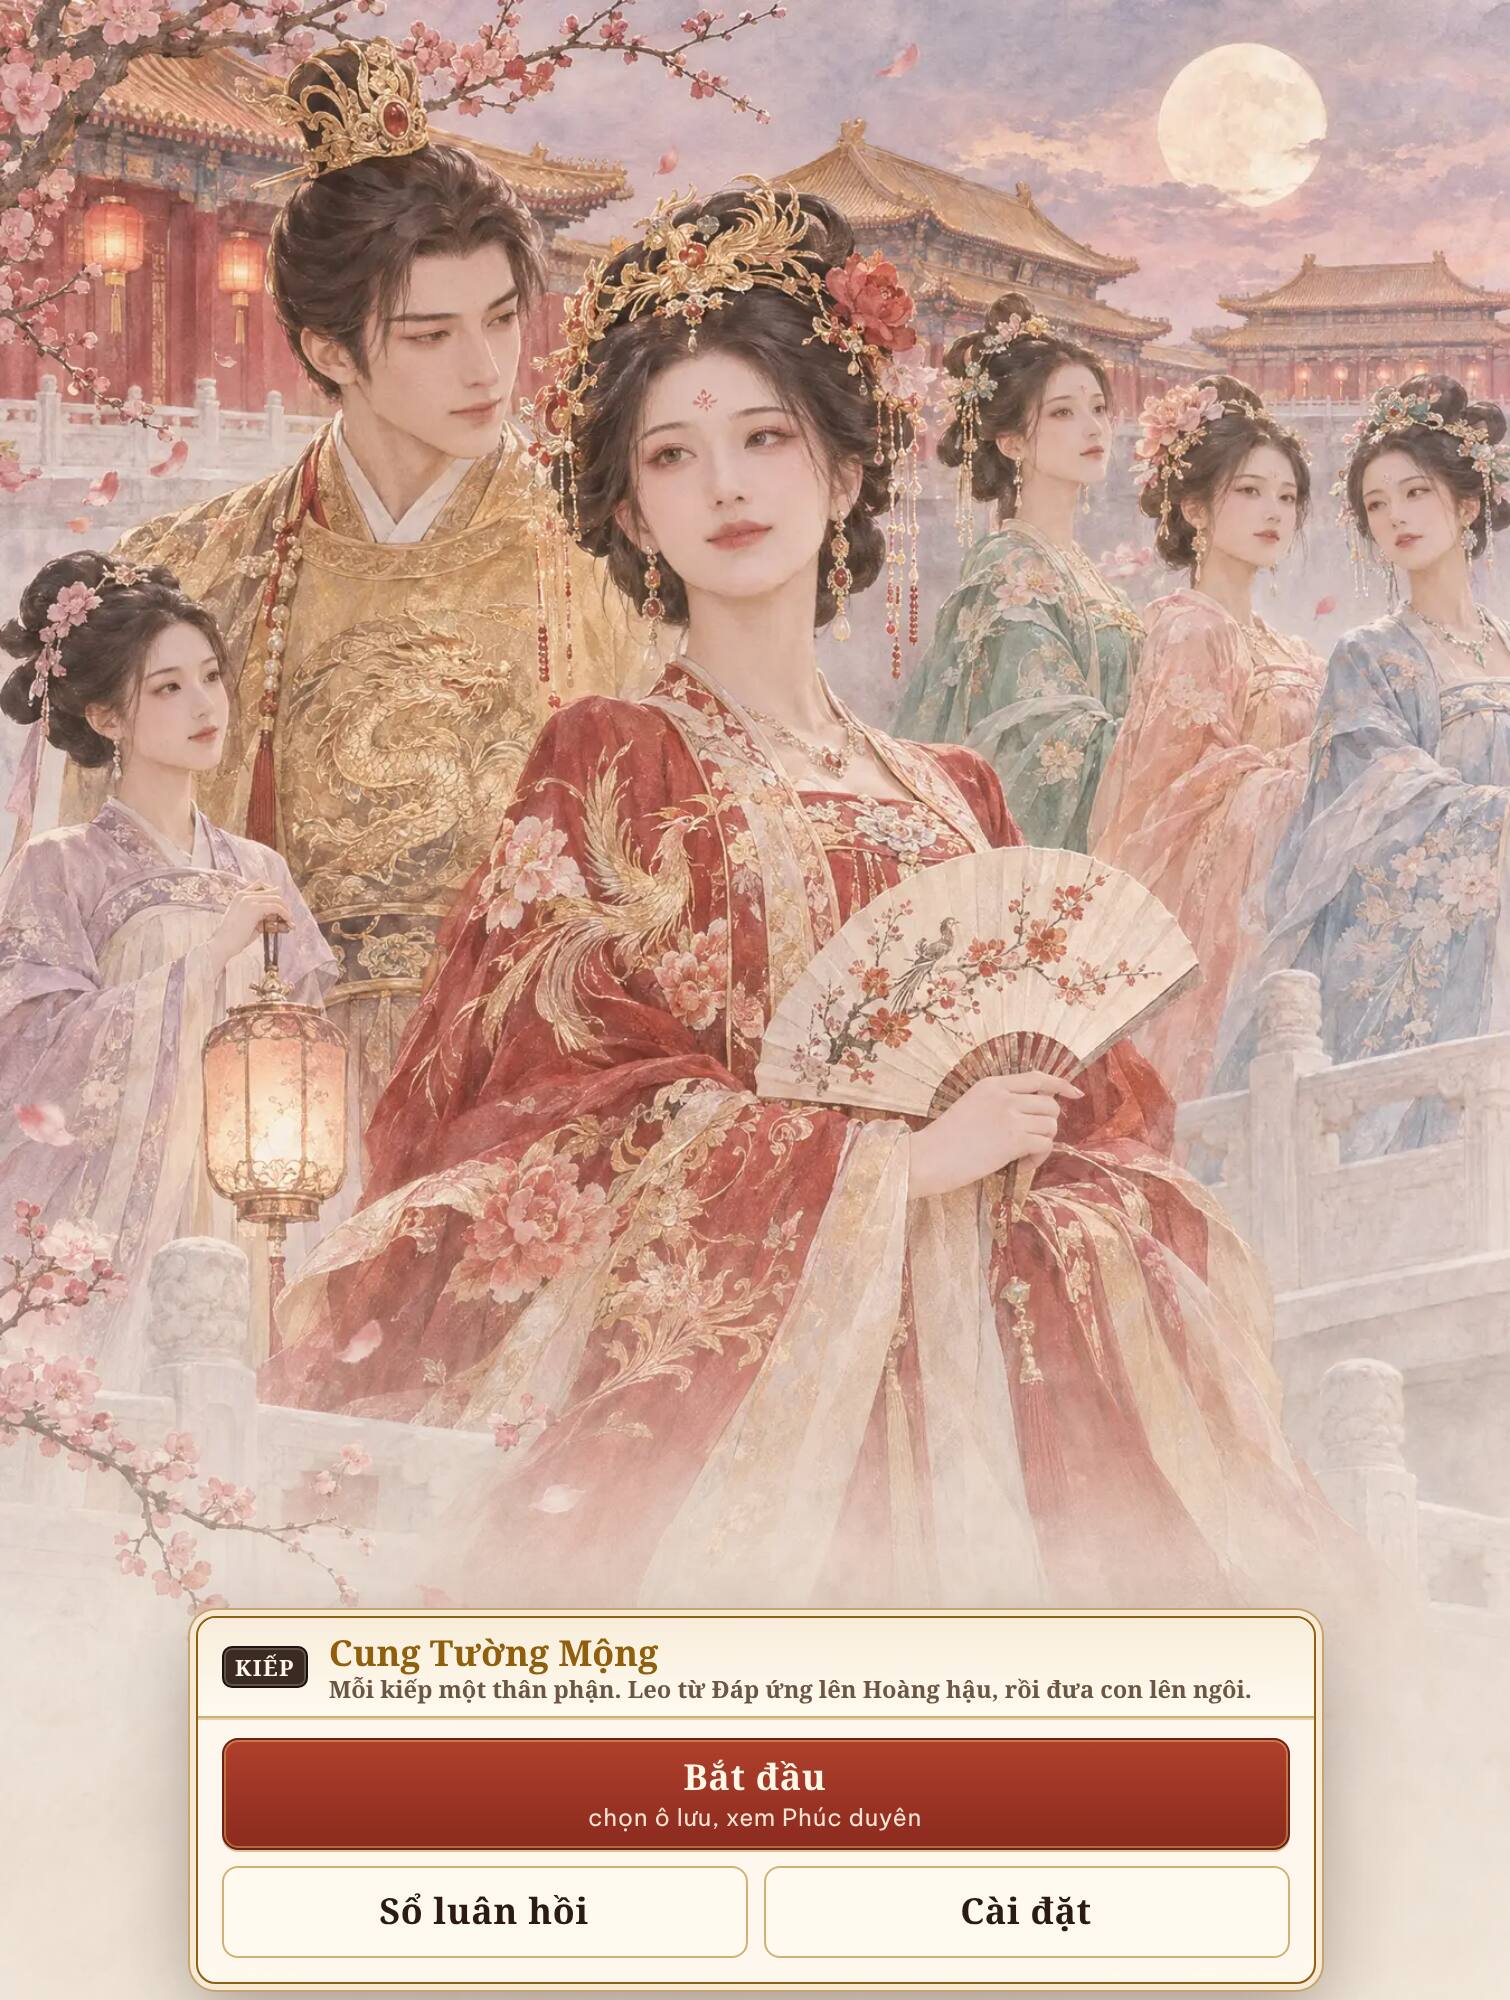 KIẾP
Cung Tường Mộng
Mỗi kiếp một thân phận. Leo từ Đáp ứng lên Hoàng hậu, rồi đưa con lên ngôi.
Bắt đầu
chọn ô lưu, xem Phúc duyên
Sổ luân hồi
Cài đặt